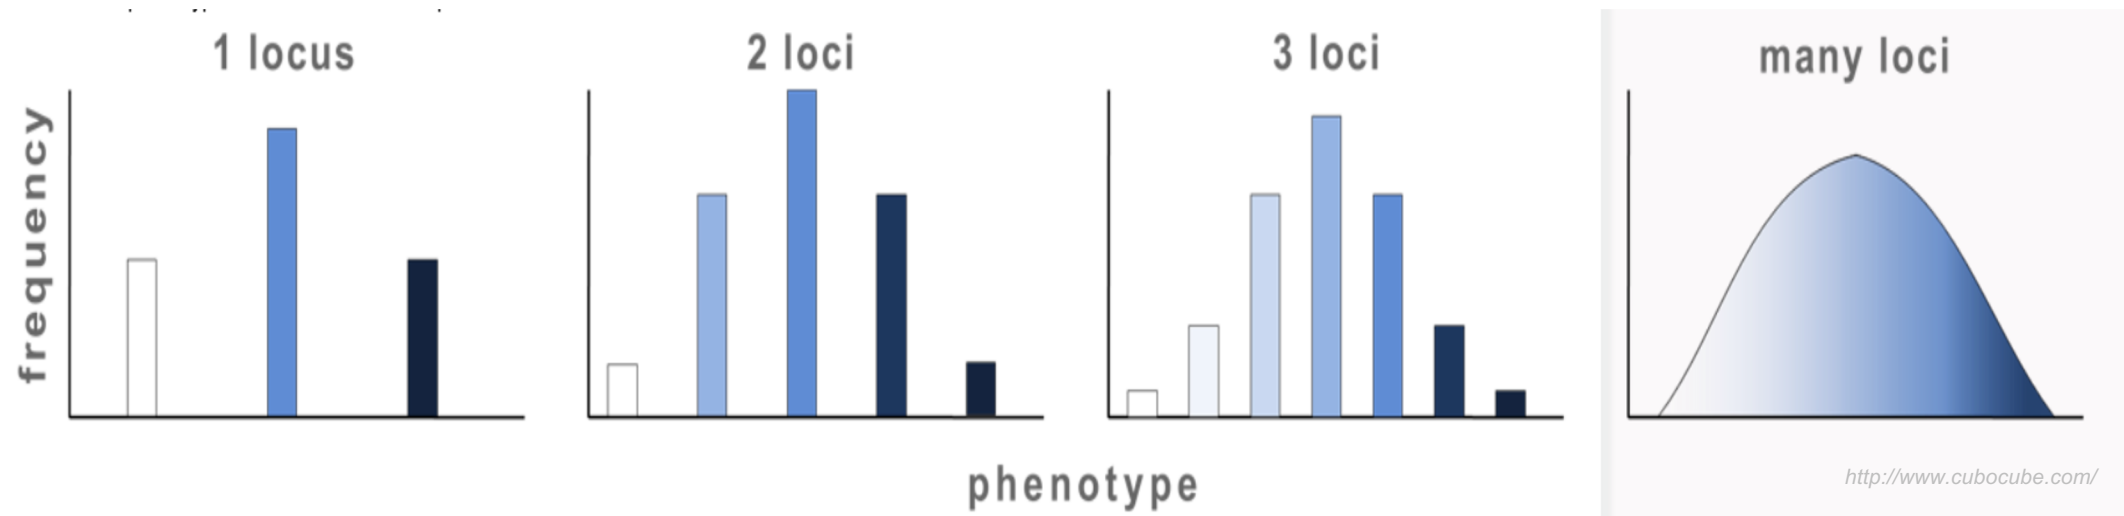 1 locus
2 loci
3 loci
many loci
frequency
phenotype
http://www.cubocube.com/